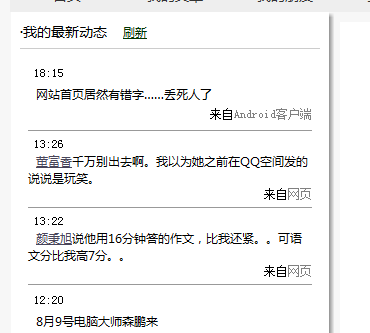 ·我的最新动态 刷新
18:15
网站首页居然有错字......丢死人了
来自Android客户端
13:26
董富香千万别出去啊。我以为她之前在QQ空间发的
说说是玩笑。
来自网页
13:22
颜秉旭说他用16分钟答的作文，比我还紧。。可语
文分比我高7分。。
来自网页
12:20
8月9号电脑大师森鹏来